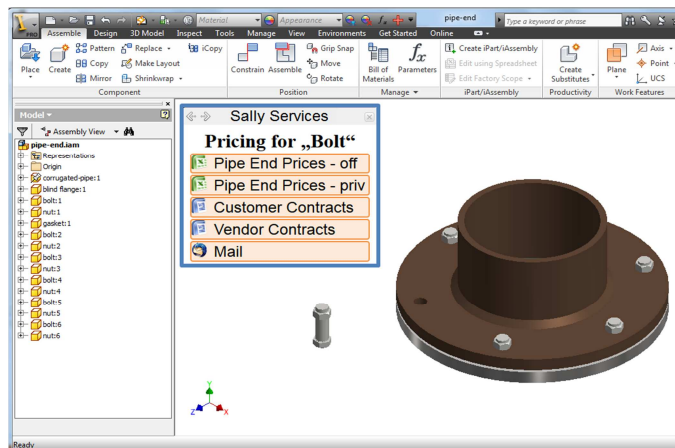 PRO
Material
Appearance
pipe-end
Type a keyword or phrase
Assemble Design 3D Model Inspect Tools Manage View Environments Get Started Online
Place
Create
Pattern
Copy
Mirror
Replace
Make Layout
Shrinkwrap
iCopy
Constrain
Assemble
Grip Snap
Move
Rotate
Bill of
Materials
fx
Parameters
Create iPart/iAssembly
Edit using Spreadsheet
Edit Factory Scope
Create
Substitutes
Plane
Axis
Point
UCS
Component Position Manage iPart/iAssembly Productivity Work Features
Model
Assembly View
pipe-end.iam
Representations
Origin
corrugated-pipe:1
blind flange:1
bolt:1
nut:1
gasket:1
bolt:2
nut:2
bolt:3
nut:3
bolt:4
nut:4
bolt:5
nut:5
bolt:6
nut:6
Sally Services
Pricing for „Bolt“
Pipe End Prices - off
Pipe End Prices - priv
Customer Contracts
Vendor Contracts
Mail
Y
Z X
Ready